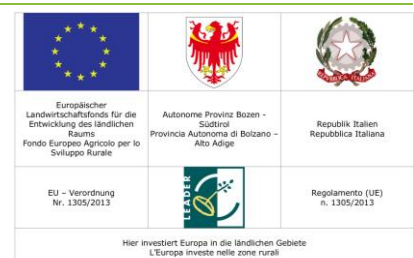 Europäischer
Landwirtschaftsfonds für die
Entwicklung des ländlichen
Raums
Fondo Europeo Agricolo per lo
Sviluppo Rurale
Autonome Provinz Bozen -
Südtirol
Provincia Autonoma di Bolzano –
Alto Adige
Republik Italien
Repubblica Italiana
EU – Verordnung
Nr. 1305/2013
LEADER
Regolamento (UE)
n. 1305/2013
Hier investiert Europa in die ländlichen Gebiete
L'Europa investe nelle zone rurali